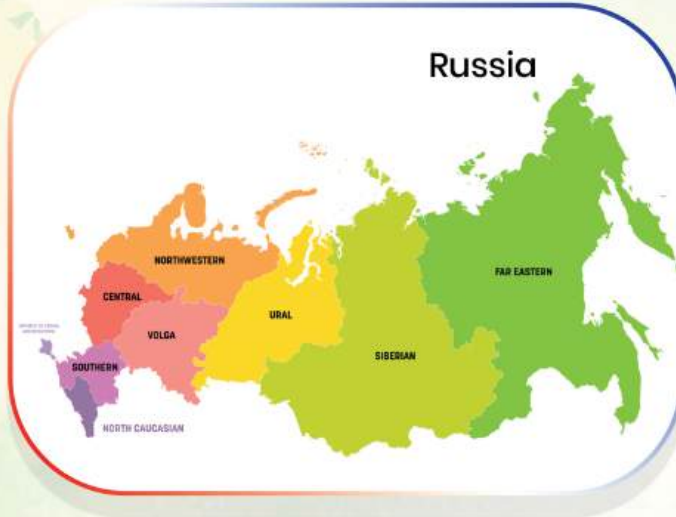 Russia
NORTHWESTERN
FAR EASTERN
CENTRAL
URAL
VOLGA
SIBERIAN
SOUTHERN
NORTH CAUCASIAN